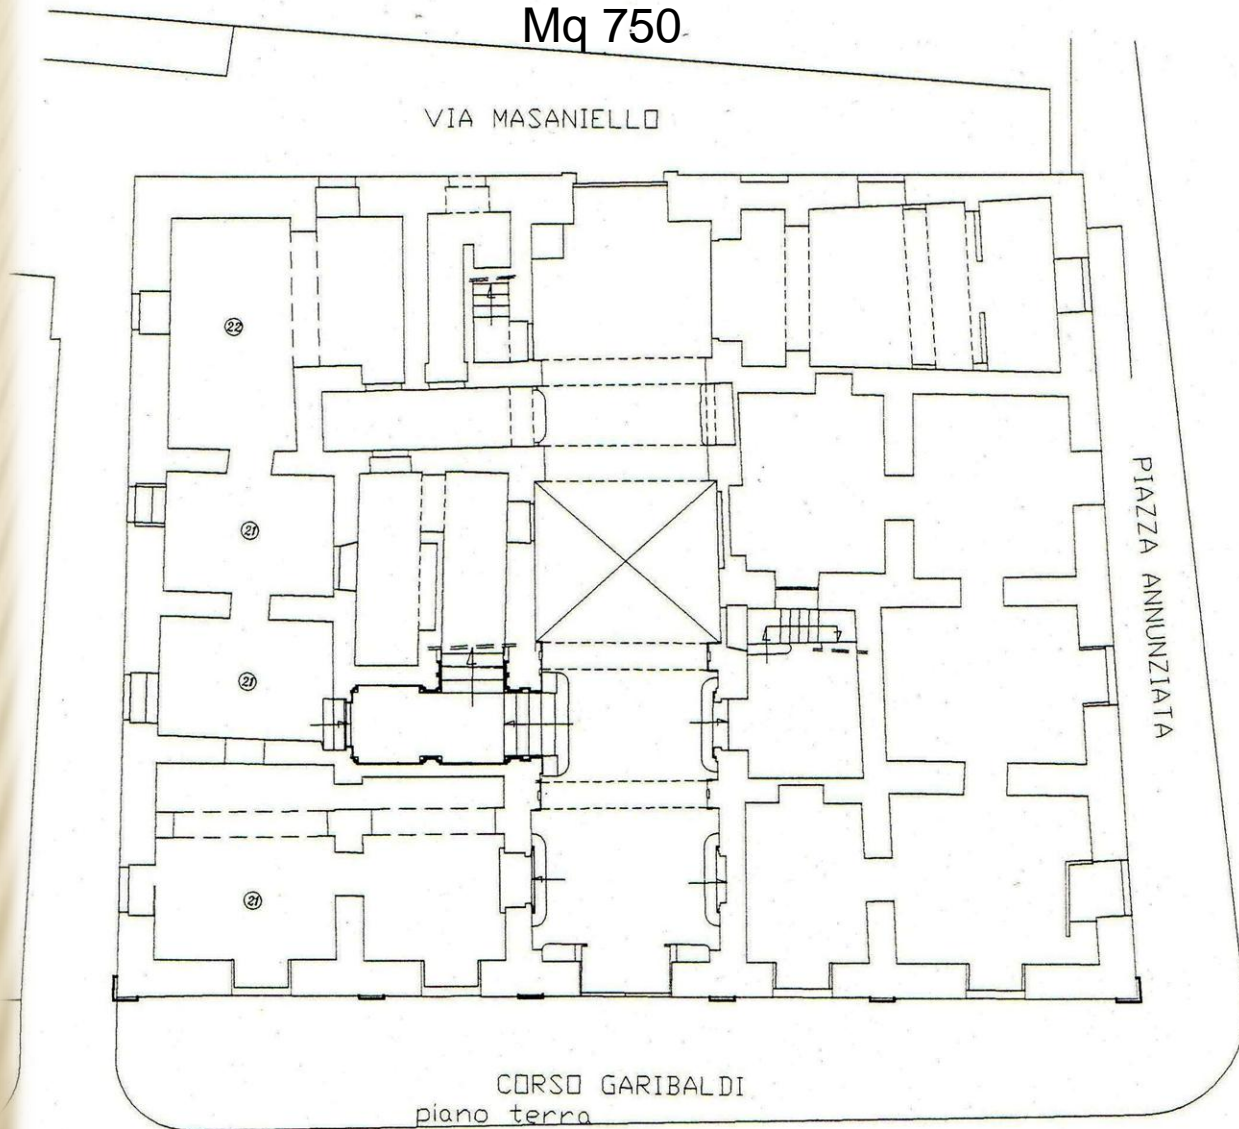 Mq 750
VIA MASANIELLO
22
21
PIAZZA ANNUNZIATA
21
21
CORSO GARIBALDI
piano terra